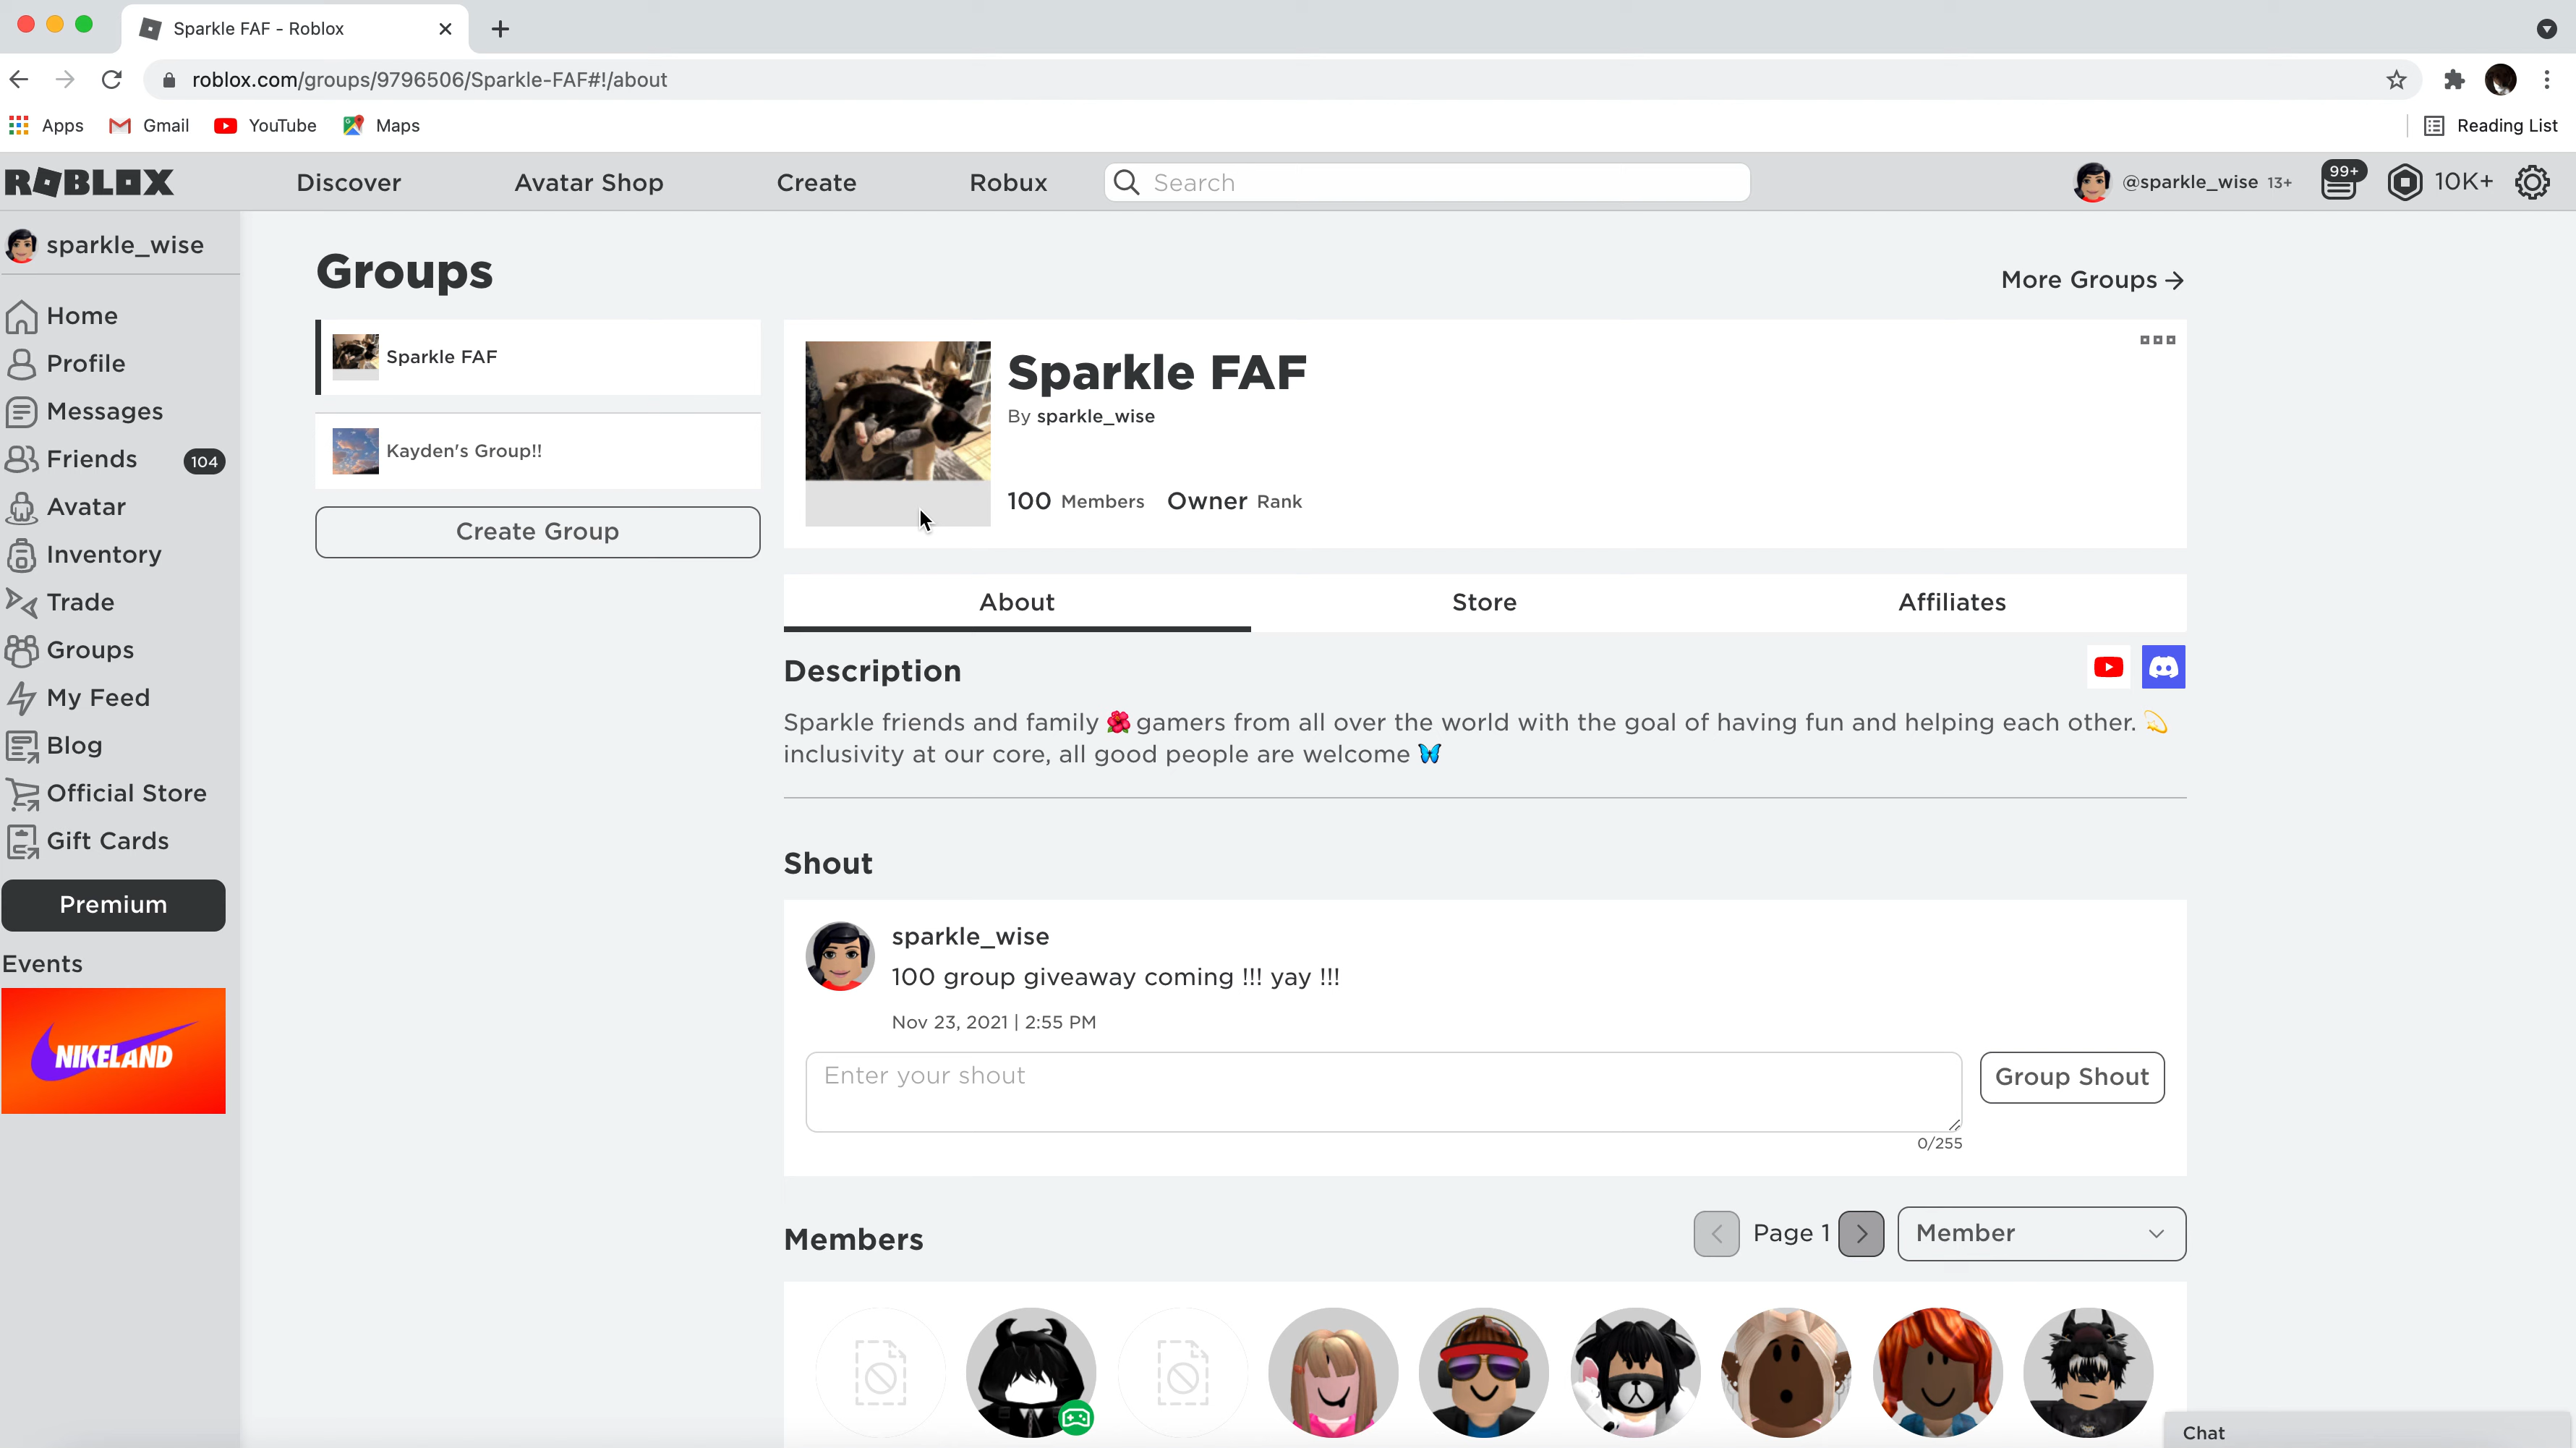 Sparkle FAF - Roblox
roblox.com/groups/9796506/Sparkle-FAF#!/about
Apps Gmail YouTube Maps Reading List
ROBLOX Discover Avatar Shop Create Robux Search @sparkle_wise 13+ 99+ 10K+
sparkle_wise
Home
Profile
Messages
Friends 104
Avatar
Inventory
Trade
Groups
My Feed
Blog
Official Store
Gift Cards
Premium
Events
NIKELAND
Groups
More Groups →
Sparkle FAF
Kayden's Group!!
Create Group
Sparkle FAF
By sparkle_wise
100 Members Owner Rank
About Store Affiliates
Description
Sparkle friends and family 🌺 gamers from all over the world with the goal of having fun and helping each other. 💫
inclusivity at our core, all good people are welcome 🦋
Shout
sparkle_wise
100 group giveaway coming !!! yay !!!
Nov 23, 2021 | 2:55 PM
Enter your shout
Group Shout
0/255
Members
Page 1
Member
Chat